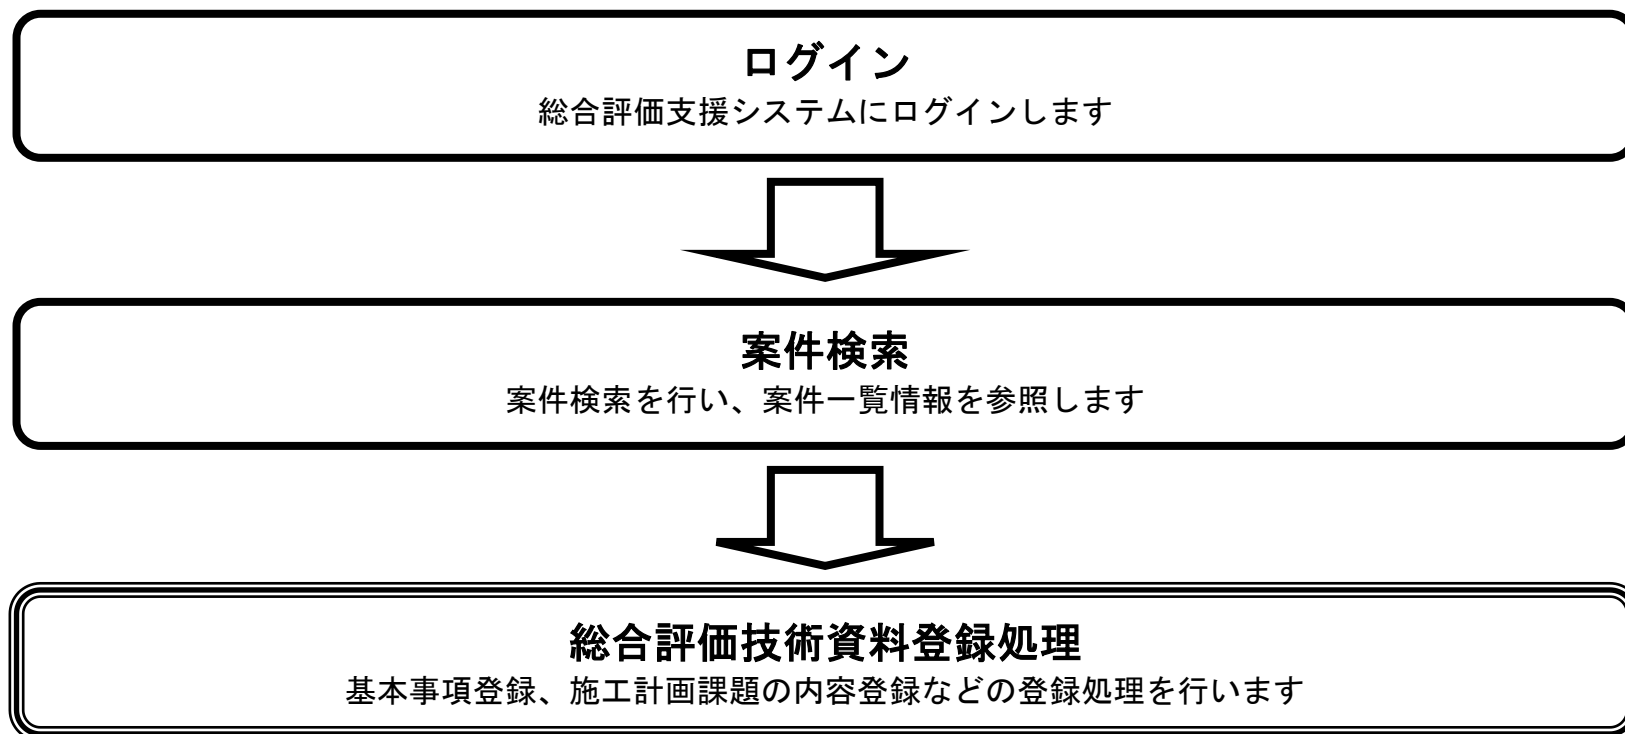 ログイン
総合評価支援システムにログインします
案件検索
案件検索を行い、案件一覧情報を参照します
総合評価技術資料登録処理
基本事項登録、施工計画課題の内容登録などの登録処理を行います